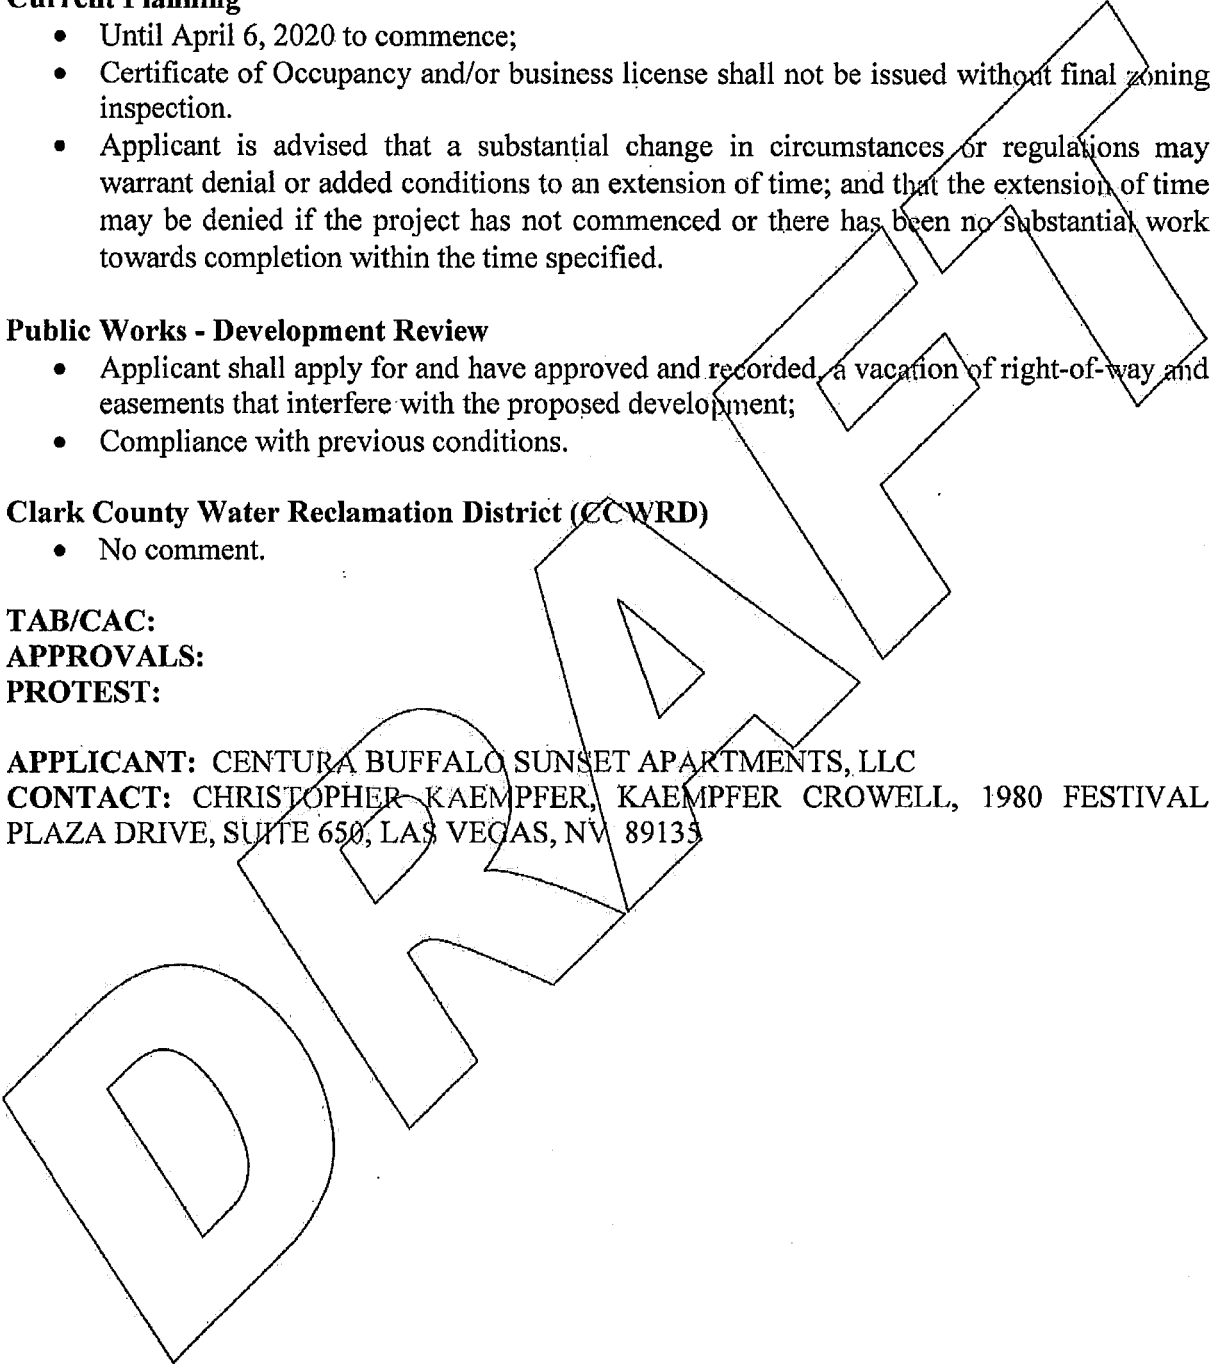 Current Planning
• Until April 6, 2020 to commence;
• Certificate of Occupancy and/or business license shall not be issued without final zoning
inspection.
• Applicant is advised that a substantial change in circumstances or regulations may
warrant denial or added conditions to an extension of time; and that the extension of time
may be denied if the project has not commenced or there has been no substantial work
towards completion within the time specified.
Public Works - Development Review
• Applicant shall apply for and have approved and recorded, a vacation of right-of-way and
easements that interfere with the proposed development;
• Compliance with previous conditions.
Clark County Water Reclamation District (CCWRD)
• No comment.
TAB/CAC:
APPROVALS:
PROTEST:
APPLICANT: CENTURA BUFFALO SUNSET APARTMENTS, LLC
CONTACT: CHRISTOPHER KAEMPFER, KAEMPFER CROWELL, 1980 FESTIVAL
PLAZA DRIVE, SUITE 650, LAS VEGAS, NV 89135
DRAFT